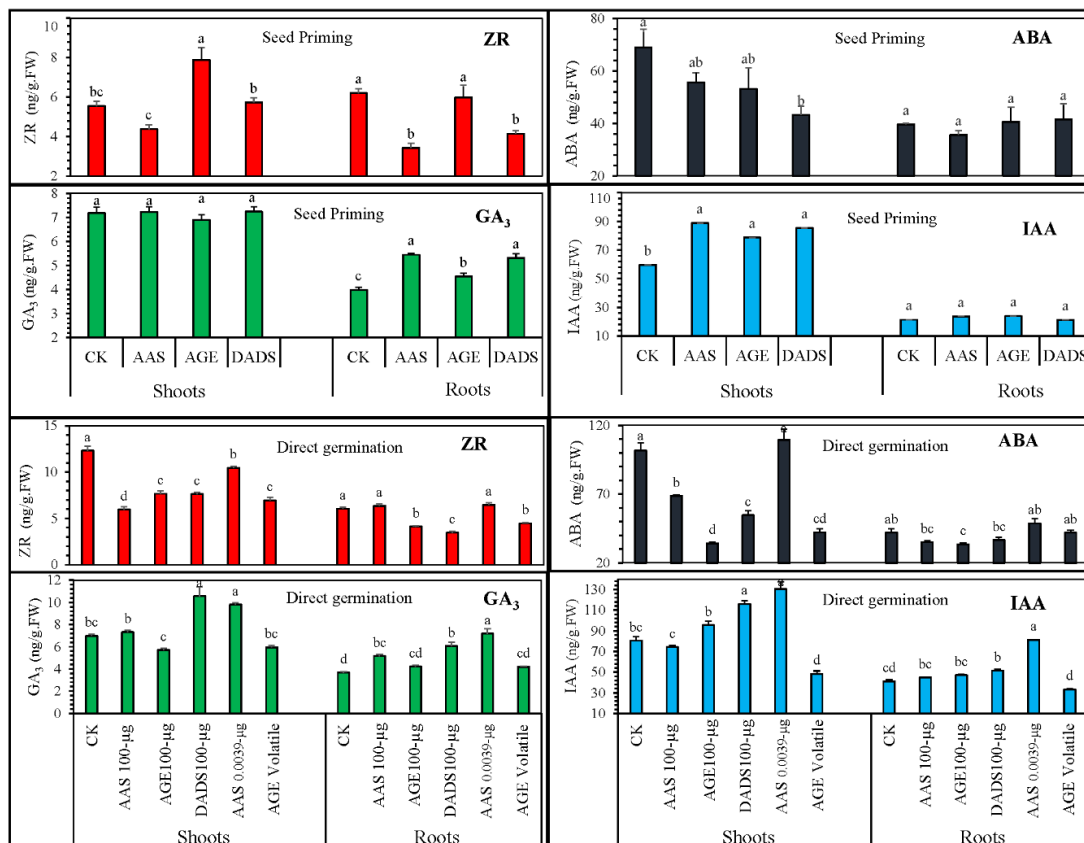 Seed Priming
ZR
ZR (ng/g.FW)
10
8
6
4
2
bc
c
a
b
a
b
a
b
Seed Priming
ABA
ABA (ng/g.FW)
80
60
40
20
a
ab
ab
b
a
a
a
a
Seed Priming
GA3
GA3 (ng/g.FW)
8
7
6
5
4
3
2
a
a
a
a
c
a
b
a
CK AAS AGE DADS CK AAS AGE DADS
Shoots Roots
Seed Priming
IAA
IAA (ng/g.FW)
110
90
70
50
30
10
b
a
a
a
a
a
a
a
CK AAS AGE DADS CK AAS AGE DADS
Shoots Roots
Direct germination
ZR
ZR (ng/g.FW)
15
10
5
0
a
d
c
c
b
c
a
a
b
c
a
b
Direct germination
ABA
ABA (ng/g.FW)
120
70
20
a
b
d
c
cd
ab
bc
c
bc
a
ab
Direct germination
GA3
GA3 (ng/g.FW)
12
10
8
6
4
2
0
bc
b
c
a
a
bc
d
bc
cd
ab
a
cd
CK
AAS 100-μg
AGE100-μg
DADS100-μg
AAS 0.0039-μg
AGE Volatile
CK
AAS 100-μg
AGE100-μg
DADS100-μg
AAS 0.0039-μg
AGE Volatile
Shoots Roots
Direct germination
IAA
IAA (ng/g.FW)
130
110
90
70
50
30
10
bc
c
b
a
d
cd
bc
bc
b
a
d
CK
AAS 100-μg
AGE100-μg
DADS100-μg
AAS 0.0039-μg
AGE Volatile
CK
AAS 100-μg
AGE100-μg
DADS100-μg
AAS 0.0039-μg
AGE Volatile
Shoots Roots